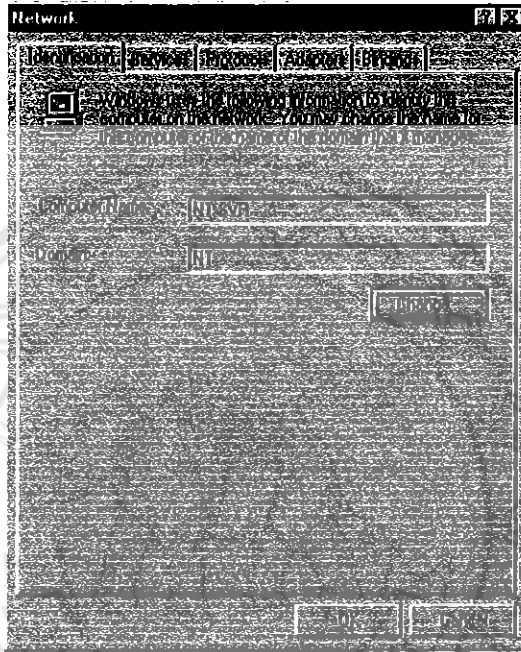 Network
Identification Services Protocols Adapters Bindings
Windows uses the following information to identify your
computer on the network. You may change the name for
this computer or the name of the domain that it manages.
Computer Name:
Domain: NT
Change...
OK Cancel